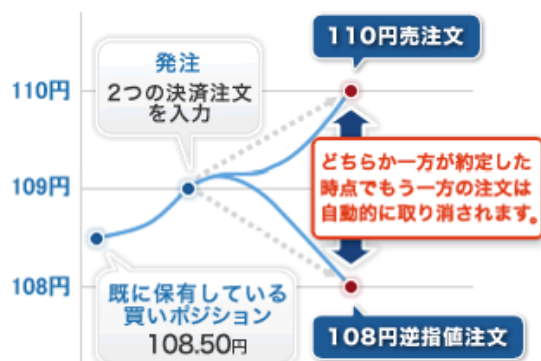 110円売注文
発注
2つの決済注文
を入力
110円
どちらか一方が約定した
時点でもう一方の注文は
自動的に取り消されます。
109円
108円
既に保有している
買いポジション
108.50円
108円逆指値注文